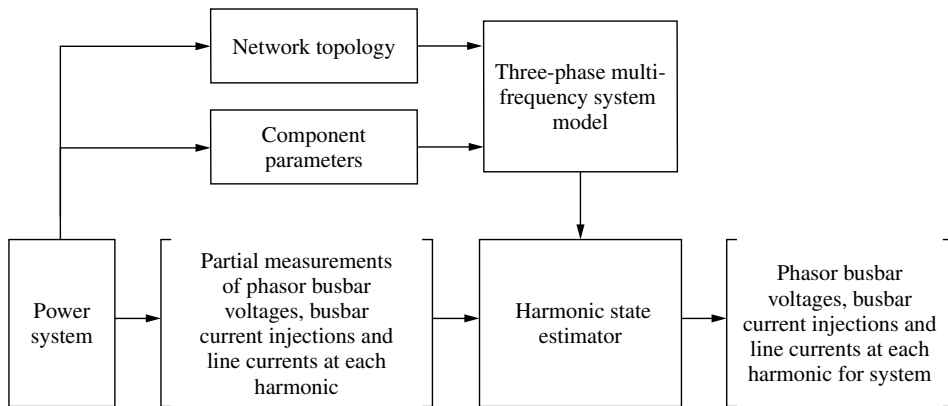 Network topology
Three-phase multi-
frequency system
model
Component
parameters
Power
system
Partial measurements
of phasor busbar
voltages, busbar
current injections and
line currents at each
harmonic
Harmonic state
estimator
Phasor busbar
voltages, busbar
current injections and
line currents at each
harmonic for system